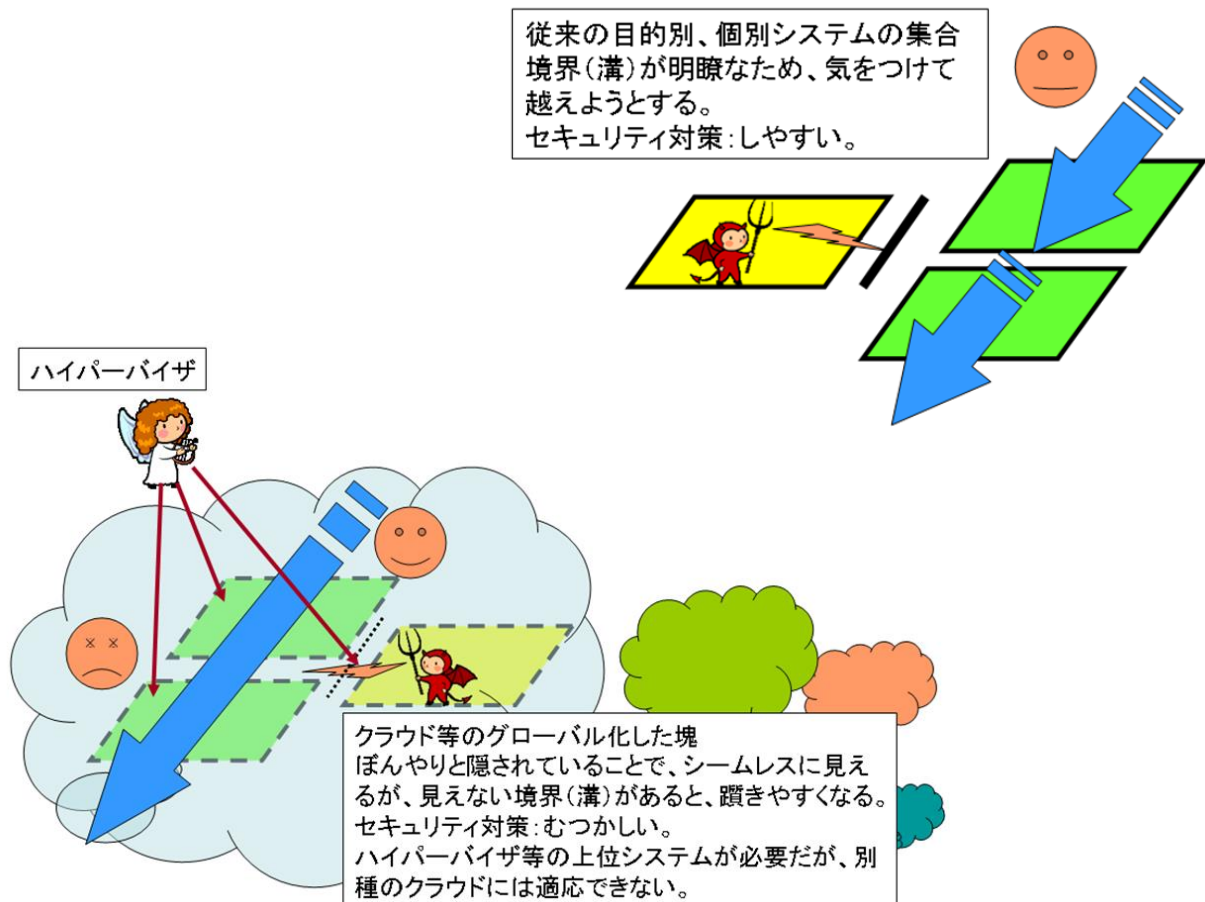 従来の目的別、個別システムの集合
境界(溝)が明瞭なため、気をつけて
越えようとする。
セキュリティ対策:しやすい。
ハイパーバイザ
クラウド等のグローバル化した塊
ぼんやりと隠されていることで、シームレスに見え
るが、見えない境界(溝)があると、躓きやすくなる。
セキュリティ対策:むつかしい。
ハイパーバイザ等の上位システムが必要だが、別
種のクラウドには適応できない。